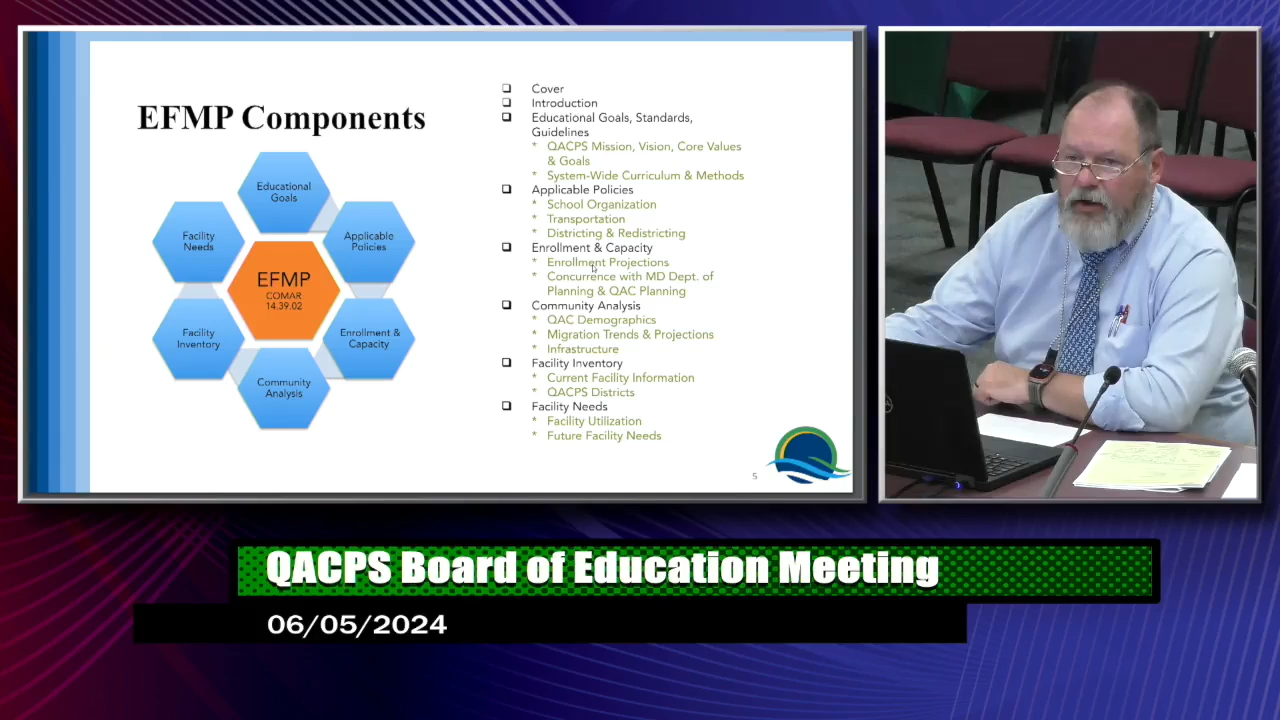 EFMP Components
Educational
Goals
Facility
Needs
Applicable
Policies
EFMP
COMAR
14.39.02
Facility
Inventory
Enrollment &
Capacity
Community
Analysis
Cover
Introduction
Educational Goals, Standards,
Guidelines
* QACPS Mission, Vision, Core Values
& Goals
* System-Wide Curriculum & Methods
Applicable Policies
* School Organization
* Transportation
* Districting & Redistricting
Enrollment & Capacity
* Enrollment Projections
* Concurrence with MD Dept. of
Planning & QAC Planning
Community Analysis
* QAC Demographics
* Migration Trends & Projections
* Infrastructure
Facility Inventory
* Current Facility Information
* QACPS Districts
Facility Needs
* Facility Utilization
* Future Facility Needs
5
QACPS Board of Education Meeting
06/05/2024